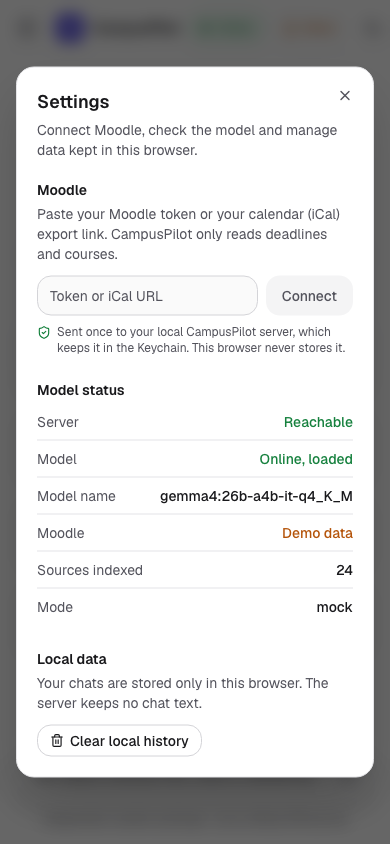 Settings
Connect Moodle, check the model and manage
data kept in this browser.
Moodle
Paste your Moodle token or your calendar (iCal)
export link. CampusPilot only reads deadlines
and courses.
Token or iCal URL
Connect
Sent once to your local CampusPilot server, which
keeps it in the Keychain. This browser never stores it.
Model status
Server Reachable
Model Online, loaded
Model name gemma4:26b-a4b-it-q4_K_M
Moodle Demo data
Sources indexed 24
Mode mock
Local data
Your chats are stored only in this browser. The
server keeps no chat text.
Clear local history